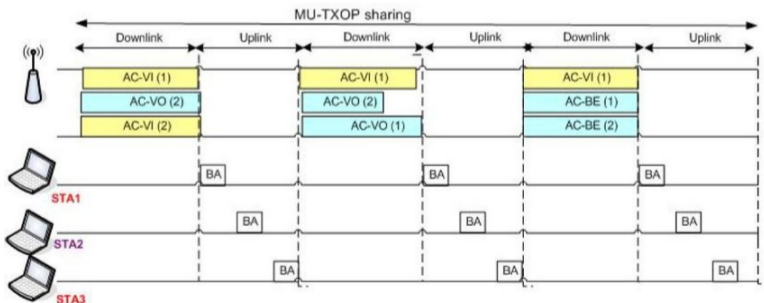 MU-TXOP sharing
Downlink Uplink Downlink Uplink Downlink Uplink
AC-VI (1) AC-VI (1) AC-VI (1)
AC-VO (2) AC-VO (2) AC-BE (1)
AC-VI (2) AC-VO (1) AC-BE (2)
BA BA BA
STA1
BA BA BA
STA2
BA BA BA
STA3